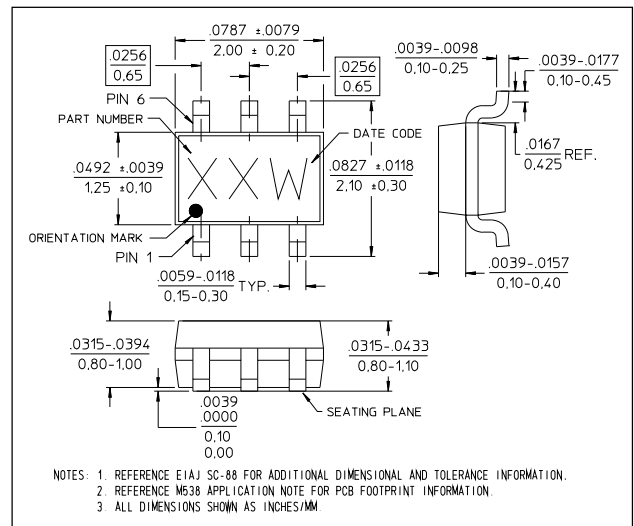 .0787 ±.0079
2.00 ± 0.20
.0256
0.65
.0256
0.65
.0039-.0098
0,10-0,25
.0039-.0177
0,10-0,45
PIN 6
PART NUMBER
DATE CODE
.0167
0,425 REF.
.0492 ±.0039
1,25 ±0,10
XXW
.0827 ±.0118
2,10 ±0,30
ORIENTATION MARK
PIN 1
.0059-.0118
0,15-0,30 TYP.
.0039-.0157
0,10-0,40
.0315-.0394
0,80-1,00
.0315-.0433
0,80-1,10
.0039
.0000
0,10
0,00
SEATING PLANE
NOTES: 1. REFERENCE EIAJ SC-88 FOR ADDITIONAL DIMENSIONAL AND TOLERANCE INFORMATION.
2. REFERENCE M538 APPLICATION NOTE FOR PCB FOOTPRINT INFORMATION.
3. ALL DIMENSIONS SHOWN AS INCHES/MM.